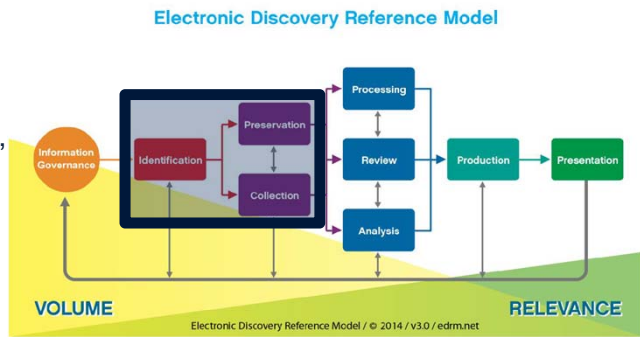 Electronic Discovery Reference Model
,
Information
Governance
Identification
Preservation
Collection
Processing
Review
Analysis
Production
Presentation
VOLUME
RELEVANCE
Electronic Discovery Reference Model / © 2014 / v3.0 / edrm.net